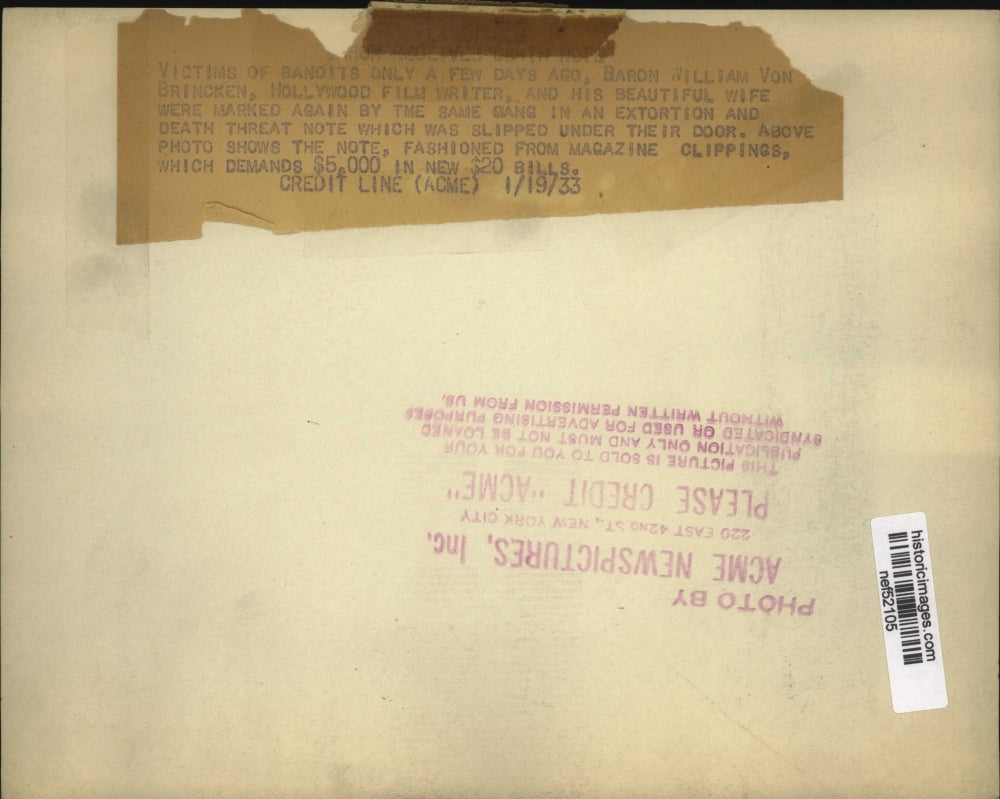 BARON RECEIVES DEATH NOTE
VICTIMS OF BANDITS ONLY A FEW DAYS AGO, BARON WILLIAM VON
BRINCKEN, HOLLYWOOD FILM WRITER, AND HIS BEAUTIFUL WIFE
WERE MARKED AGAIN BY THE SAME GANG IN AN EXTORTION AND
DEATH THREAT NOTE WHICH WAS SLIPPED UNDER THEIR DOOR. ABOVE
PHOTO SHOWS THE NOTE, FASHIONED FROM MAGAZINE CLIPPINGS,
WHICH DEMANDS $5,000 IN NEW $20 BILLS.
CREDIT LINE (ACME) 1/19/33
PHOTO BY
ACME NEWSPICTURES, Inc.
220 EAST 42ND ST., NEW YORK CITY
PLEASE CREDIT "ACME"
THIS PICTURE IS SOLD TO YOU FOR YOUR
PUBLICATION ONLY AND MUST NOT BE LOANED
SYNDICATED OR USED FOR ADVERTISING PURPOSES
WITHOUT WRITTEN PERMISSION FROM US.
historicimages.com
nef52105